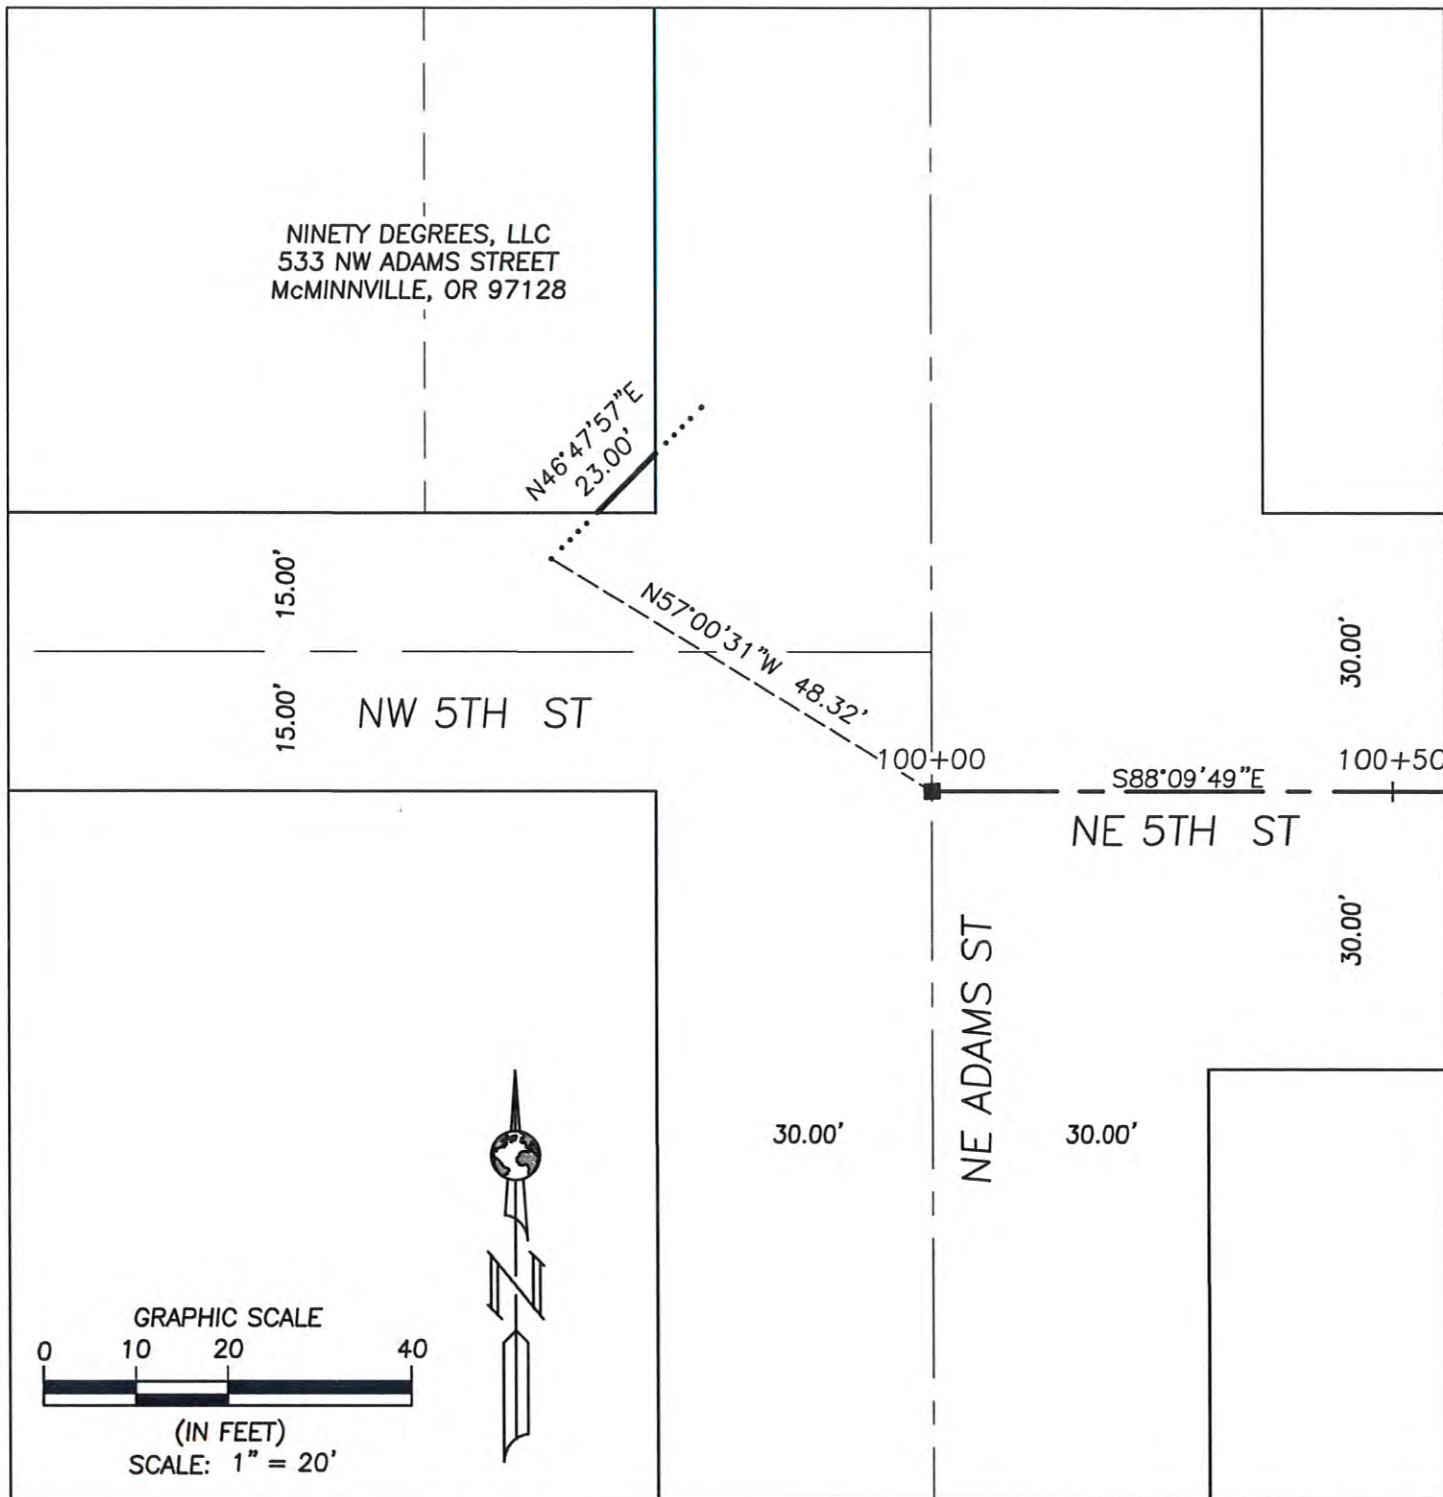 NINETY DEGREES, LLC
533 NW ADAMS STREET
McMINNVILLE, OR 97128
N46°47'57"E
23.00'
15.00'
N57°00'31"W 48.32'
30.00'
15.00'
NW 5TH ST
100+00
S88°09'49"E
100+50
NE 5TH ST
30.00'
NE ADAMS ST
30.00'
30.00'
N
GRAPHIC SCALE
0 10 20 40
(IN FEET)
SCALE: 1" = 20'